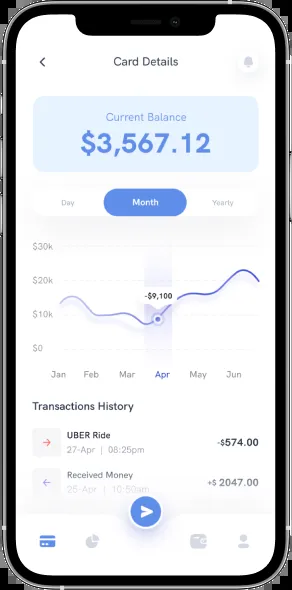 Card Details
Current Balance
$3,567.12
Day Month Yearly
$30k
$20k
-$9,100
$10k
$0
Jan Feb Mar Apr May Jun
Transactions History
UBER Ride
27-Apr | 08:25pm
-$574.00
Received Money
25-Apr | 10:50am
+$ 2047.00